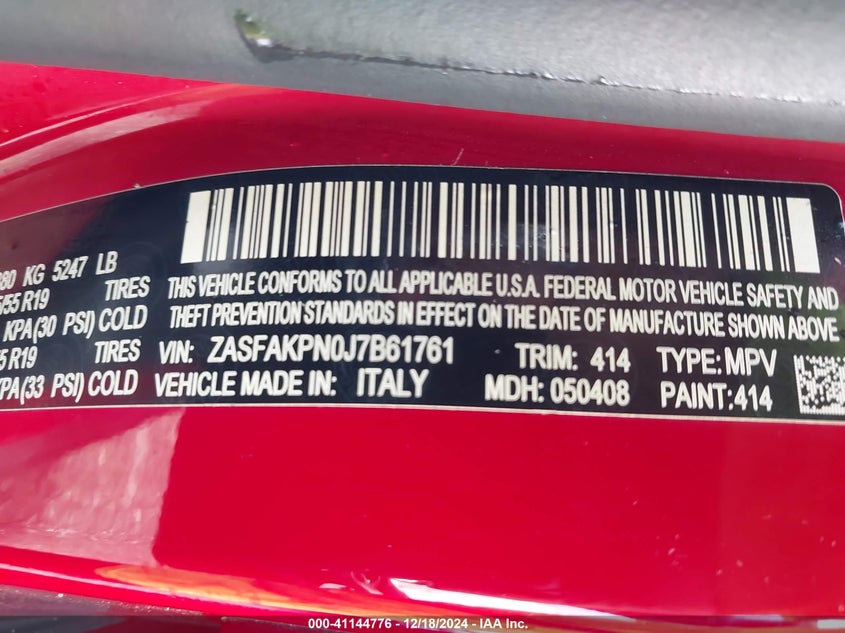 KG 5247 LB
55 R19 TIRES
KPA(30 PSI) COLD
R19 TIRES
KPA(33 PSI) COLD
THIS VEHICLE CONFORMS TO ALL APPLICABLE U.S.A. FEDERAL MOTOR VEHICLE SAFETY AND
THEFT PREVENTION STANDARDS IN EFFECT ON THE DATE OF MANUFACTURE SHOWN ABOVE
VIN: ZASFAKPN0J7B61761 TRIM: 414 TYPE: MPV
VEHICLE MADE IN: ITALY MDH: 050408 PAINT: 414
000-41144776 - 12/18/2024 - IAA Inc.